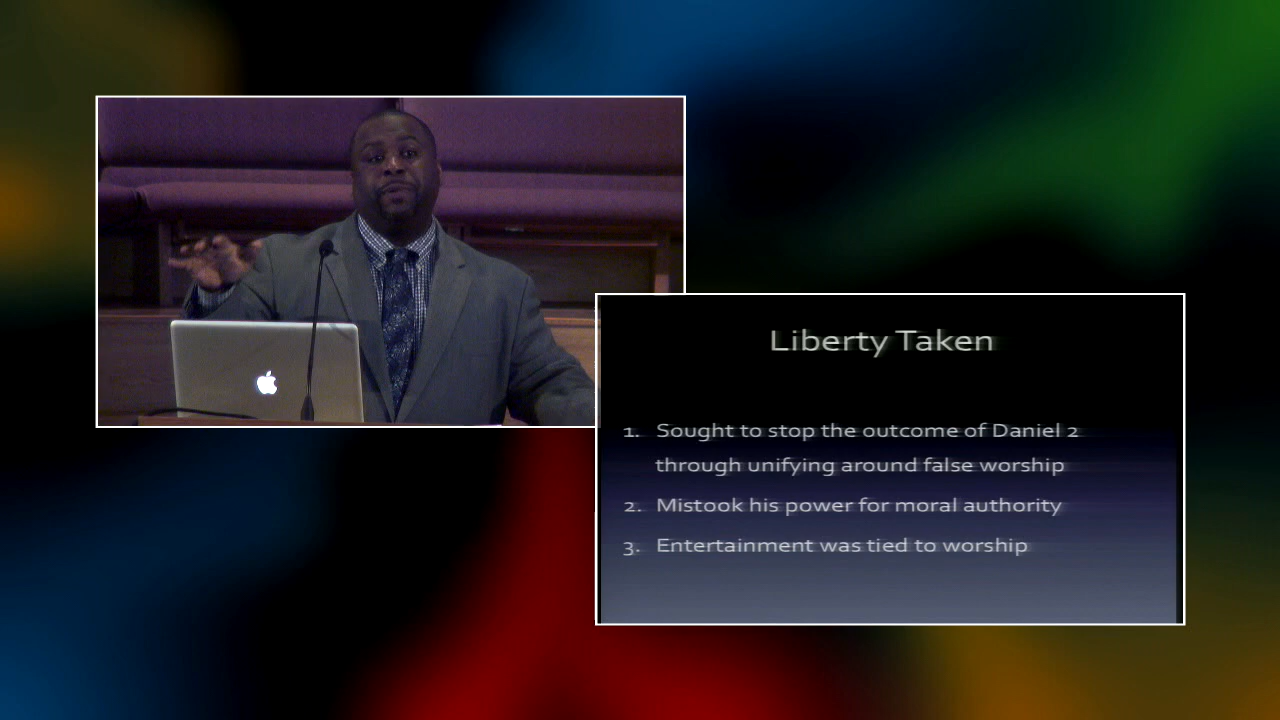 Liberty Taken
1. Sought to stop the outcome of Daniel 2
through unifying around false worship
2. Mistook his power for moral authority
3. Entertainment was tied to worship